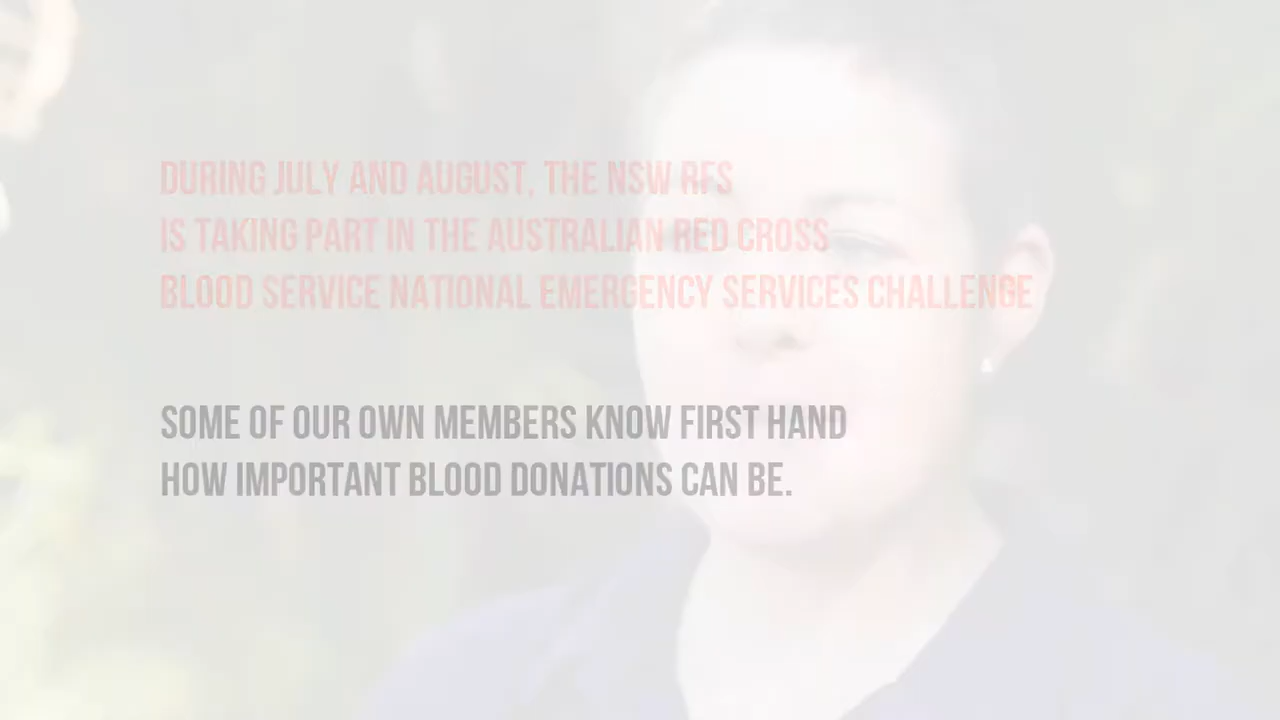 DURING JULY AND AUGUST, THE NSW RFS
IS TAKING PART IN THE AUSTRALIAN RED CROSS
BLOOD SERVICE NATIONAL EMERGENCY SERVICES CHALLENGE
SOME OF OUR OWN MEMBERS KNOW FIRST HAND
HOW IMPORTANT BLOOD DONATIONS CAN BE.